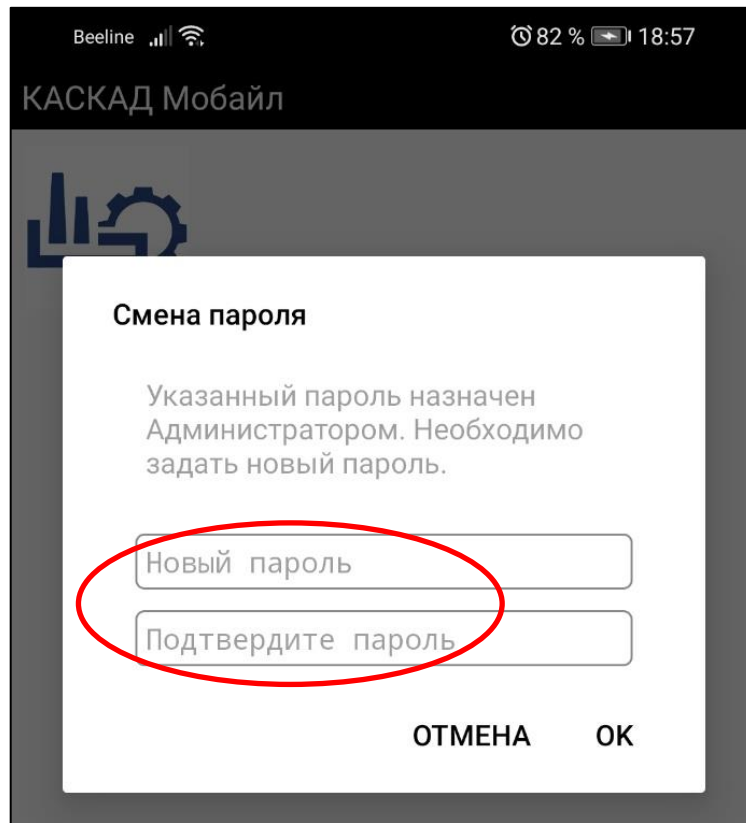 Beeline 82 % 18:57
КАСКАД Мобайл
Смена пароля
Указанный пароль назначен
Администратором. Необходимо
задать новый пароль.
Новый пароль
Подтвердите пароль
ОТМЕНА OK